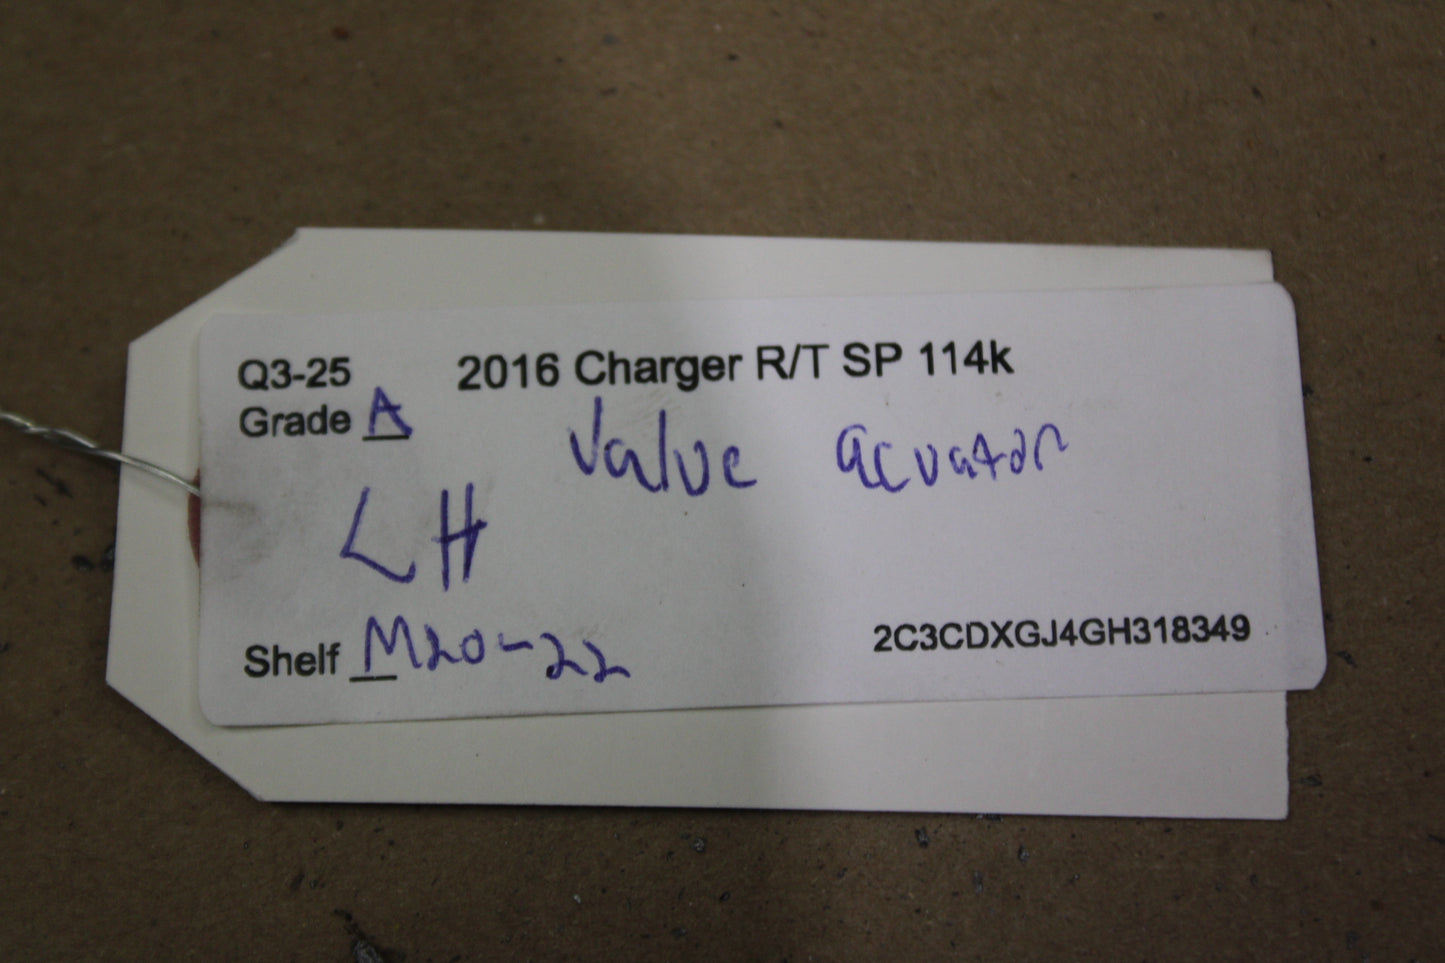 Q3-25 2016 Charger R/T SP 114k
Grade A
Valve acuator
LH
Shelf M20-22
2C3CDXGJ4GH318349